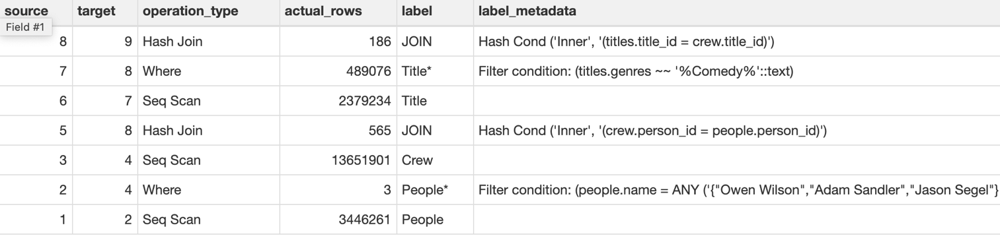 source target operation_type actual_rows label label_metadata
Field #1
8 9 Hash Join 186 JOIN Hash Cond ('Inner', '(titles.title_id = crew.title_id)')
7 8 Where 489076 Title* Filter condition: (titles.genres ~~ '%Comedy%'::text)
6 7 Seq Scan 2379234 Title
5 8 Hash Join 565 JOIN Hash Cond ('Inner', '(crew.person_id = people.person_id)')
3 4 Seq Scan 13651901 Crew
2 4 Where 3 People* Filter condition: (people.name = ANY ('{"Owen Wilson","Adam Sandler","Jason Segel"}
1 2 Seq Scan 3446261 People